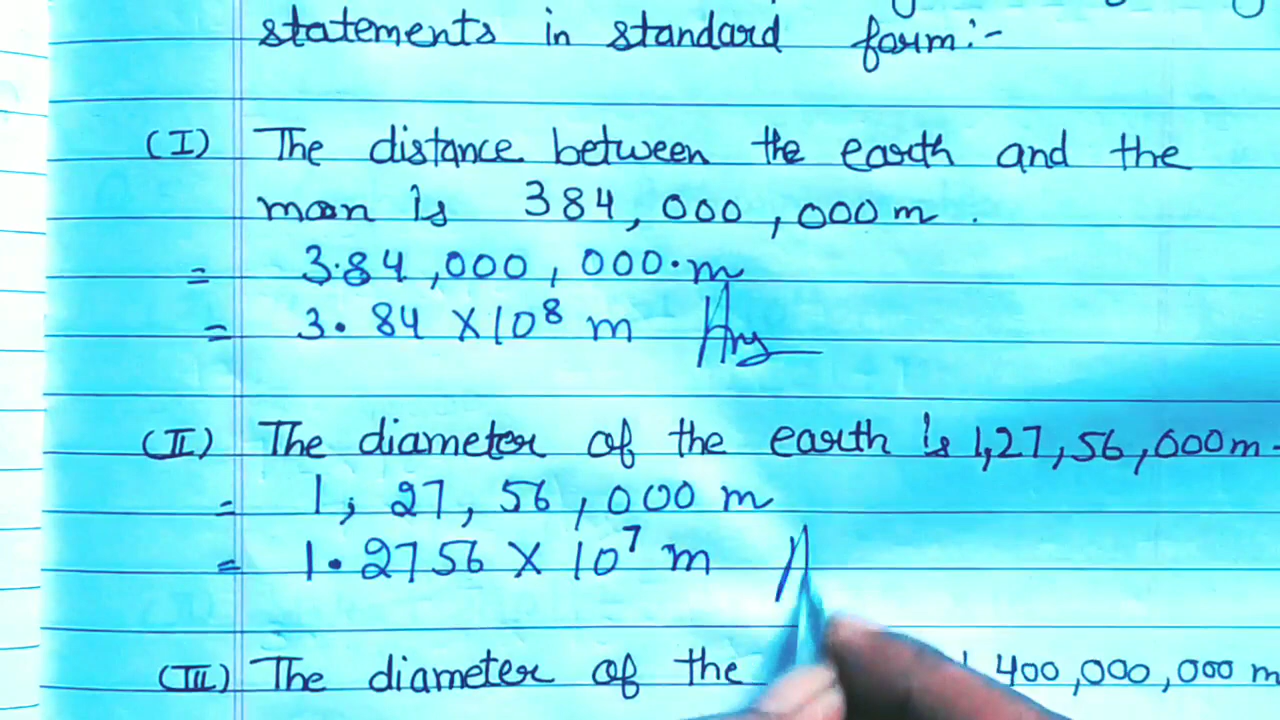 statements in standard form:-
(I) The distance between the earth and the
moon is 384,000,000 m.
= 3.84,000,000.m
= 3.84 X 10⁸ m Ans
(II) The diameter of the earth is 1,27,56,000m.
= 1, 27, 56, 000 m
= 1.2756 X 10⁷ m A
(III) The diameter of the 400,000,000 m